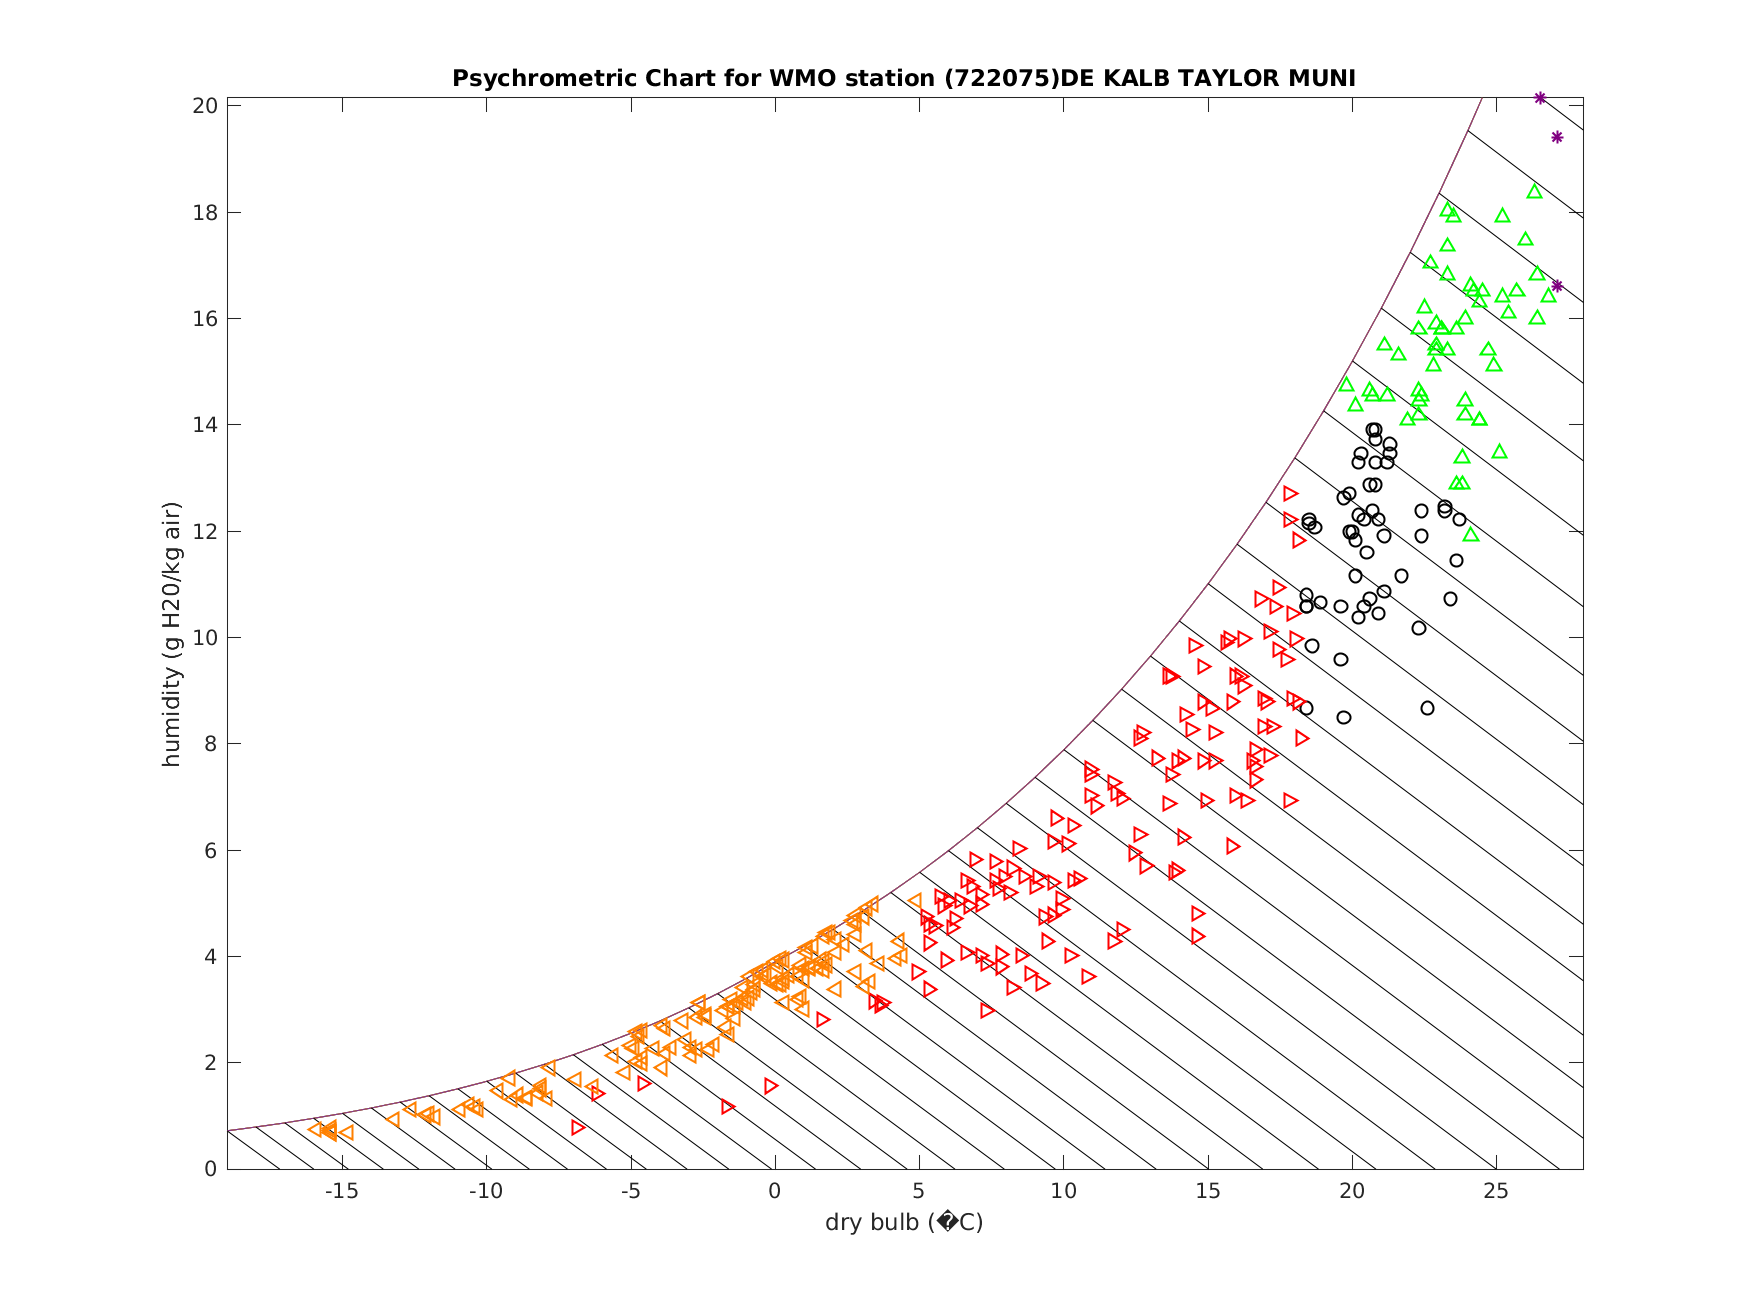 Psychrometric Chart for WMO station (722075)DE KALB TAYLOR MUNI
20
18
16
14
12
10
8
6
4
2
0
humidity (g H20/kg air)
-15 -10 -5 0 5 10 15 20 25
dry bulb (�C)